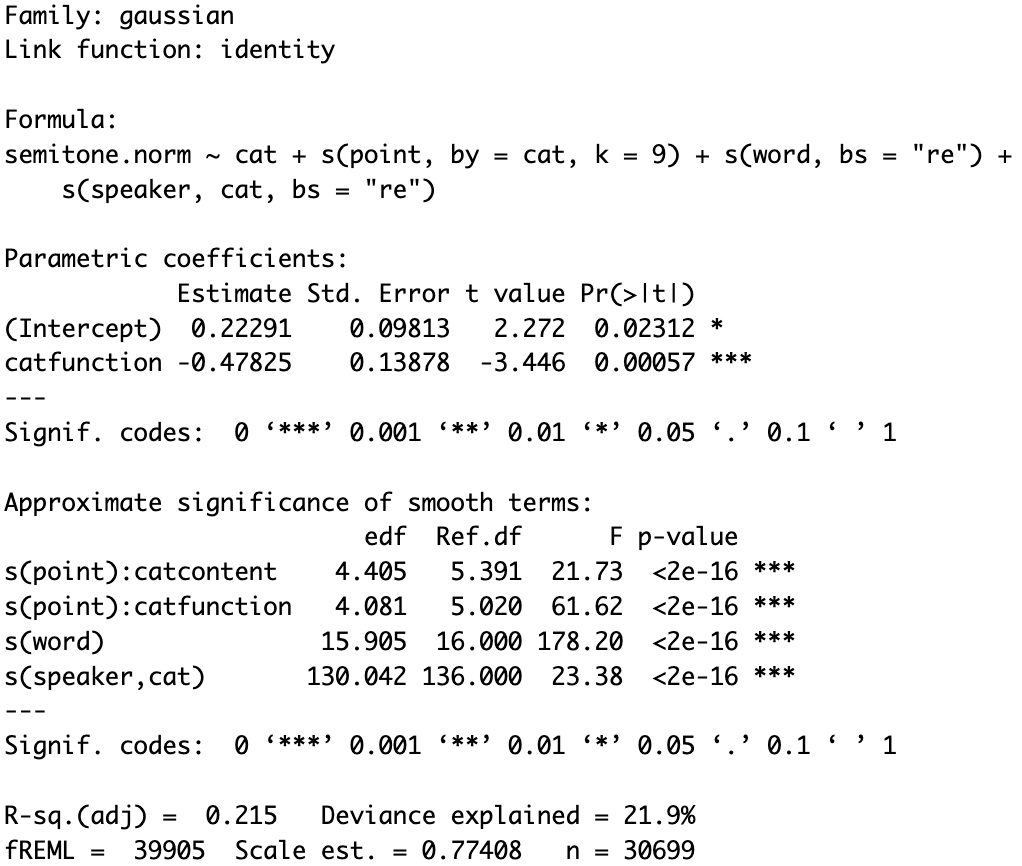 Family: gaussian
Link function: identity

Formula:
semitone.norm ~ cat + s(point, by = cat, k = 9) + s(word, bs = "re") +
    s(speaker, cat, bs = "re")

Parametric coefficients:
            Estimate Std. Error t value Pr(>|t|)
(Intercept)  0.22291    0.09813   2.272  0.02312 *
catfunction -0.47825    0.13878  -3.446  0.00057 ***
---
Signif. codes:  0 ‘***’ 0.001 ‘**’ 0.01 ‘*’ 0.05 ‘.’ 0.1 ‘ ’ 1

Approximate significance of smooth terms:
                       edf  Ref.df      F p-value
s(point):catcontent    4.405   5.391  21.73  <2e-16 ***
s(point):catfunction   4.081   5.020  61.62  <2e-16 ***
s(word)               15.905  16.000 178.20  <2e-16 ***
s(speaker,cat)       130.042 136.000  23.38  <2e-16 ***
---
Signif. codes:  0 ‘***’ 0.001 ‘**’ 0.01 ‘*’ 0.05 ‘.’ 0.1 ‘ ’ 1

R-sq.(adj) =  0.215   Deviance explained = 21.9%
fREML =  39905  Scale est. = 0.77408   n = 30699